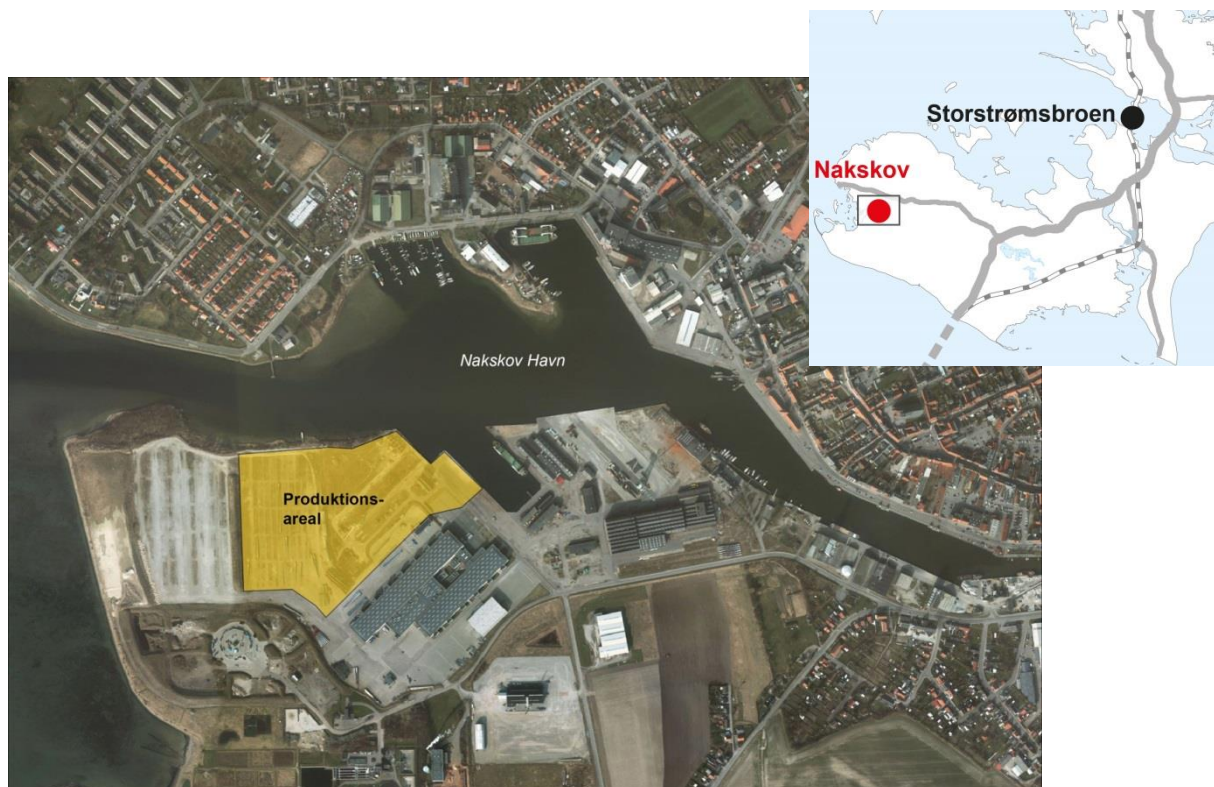 Storstrømsbroen
Nakskov
Nakskov Havn
Produktions-
areal